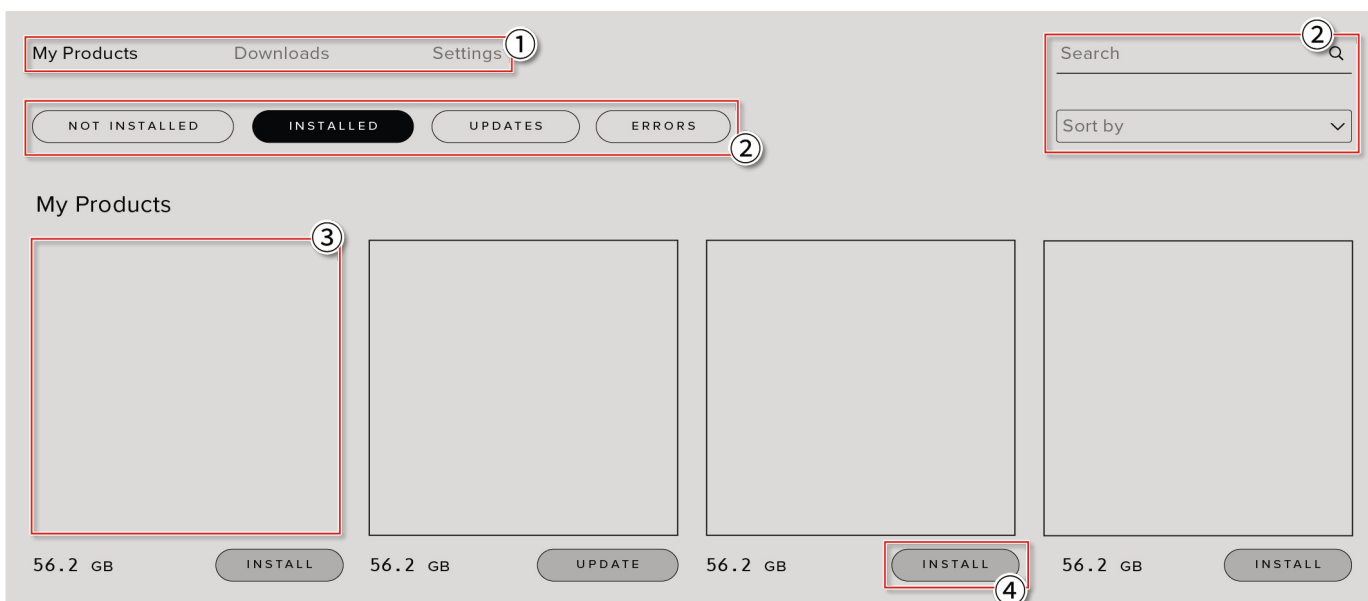 My Products Downloads Settings 1
Search 2
NOT INSTALLED INSTALLED UPDATES ERRORS 2
Sort by
My Products
3
56.2 GB INSTALL 56.2 GB UPDATE 56.2 GB INSTALL 56.2 GB INSTALL
4